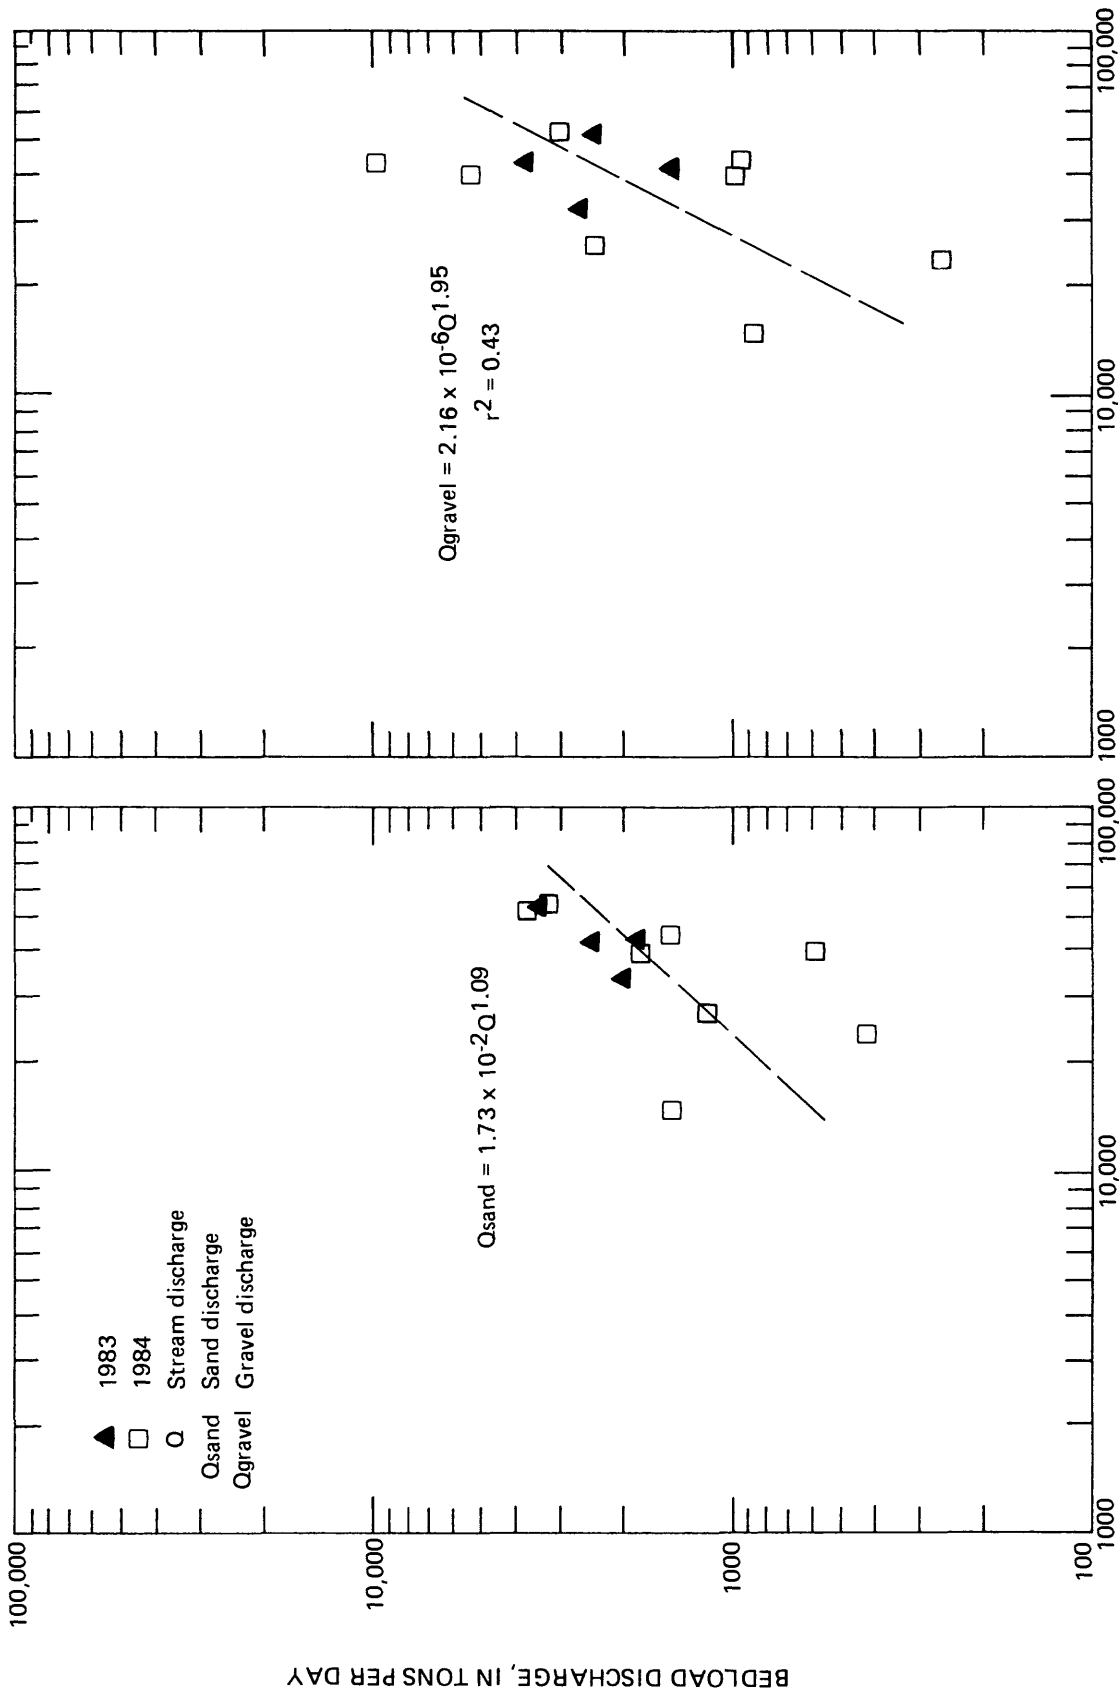 BEDLOAD DISCHARGE, IN TONS PER DAY
100,000
10,000
1000
100
▲ 1983
□ 1984
Q Stream discharge
Qsand Sand discharge
Qgravel Gravel discharge
Qsand = 1.73 x 10⁻²Q¹·⁰⁹
1000
10,000
100,000
Qgravel = 2.16 x 10⁻⁶Q¹·⁹⁵
r² = 0.43
1000
10,000
100,000